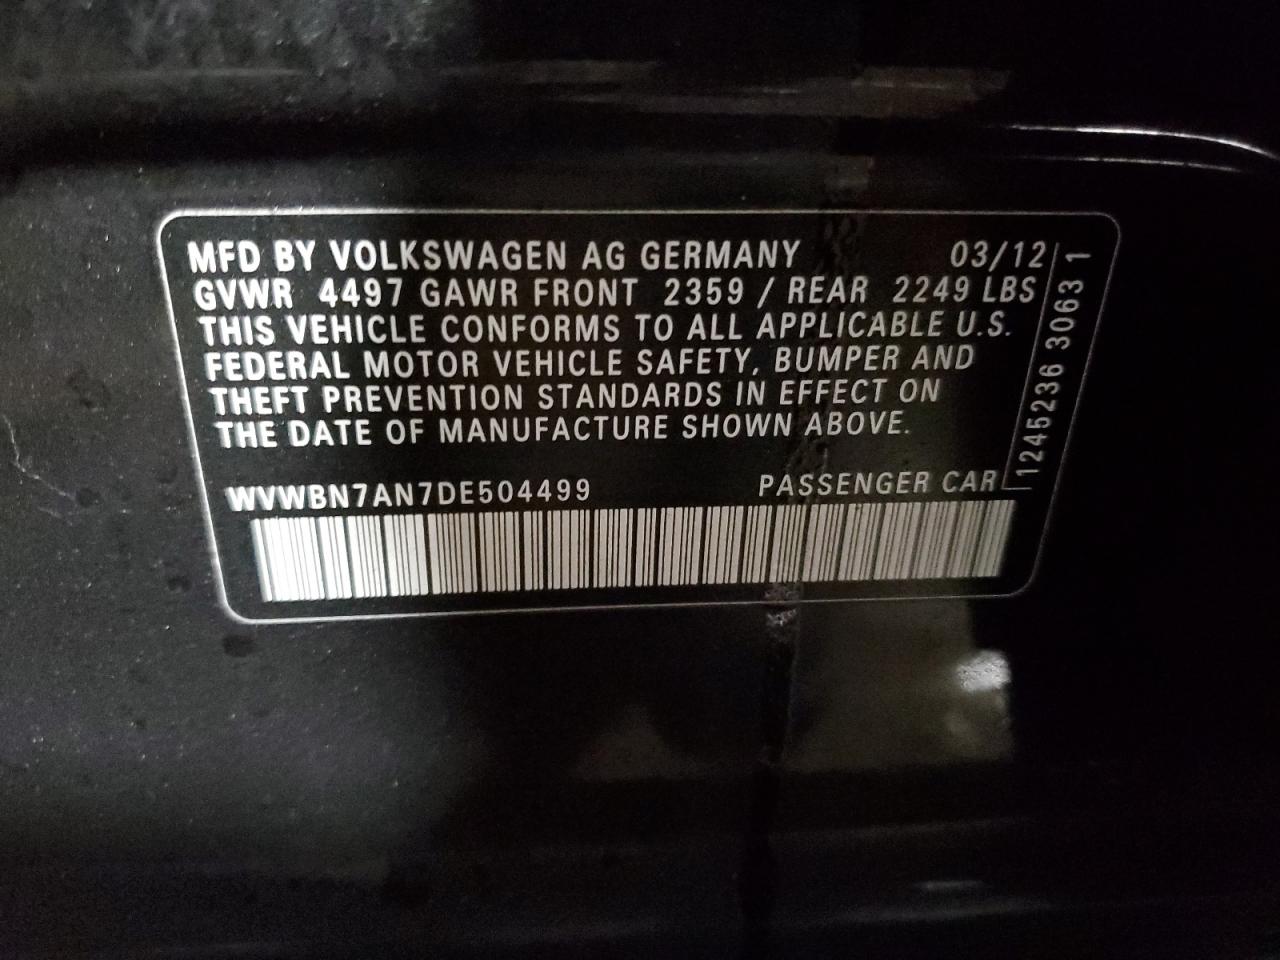 MFD BY VOLKSWAGEN AG GERMANY 03/12
GVWR 4497 GAWR FRONT 2359 / REAR 2249 LBS
THIS VEHICLE CONFORMS TO ALL APPLICABLE U.S.
FEDERAL MOTOR VEHICLE SAFETY, BUMPER AND
THEFT PREVENTION STANDARDS IN EFFECT ON
THE DATE OF MANUFACTURE SHOWN ABOVE.
WVWBN7AN7DE504499 PASSENGER CAR
1245236 3063 1